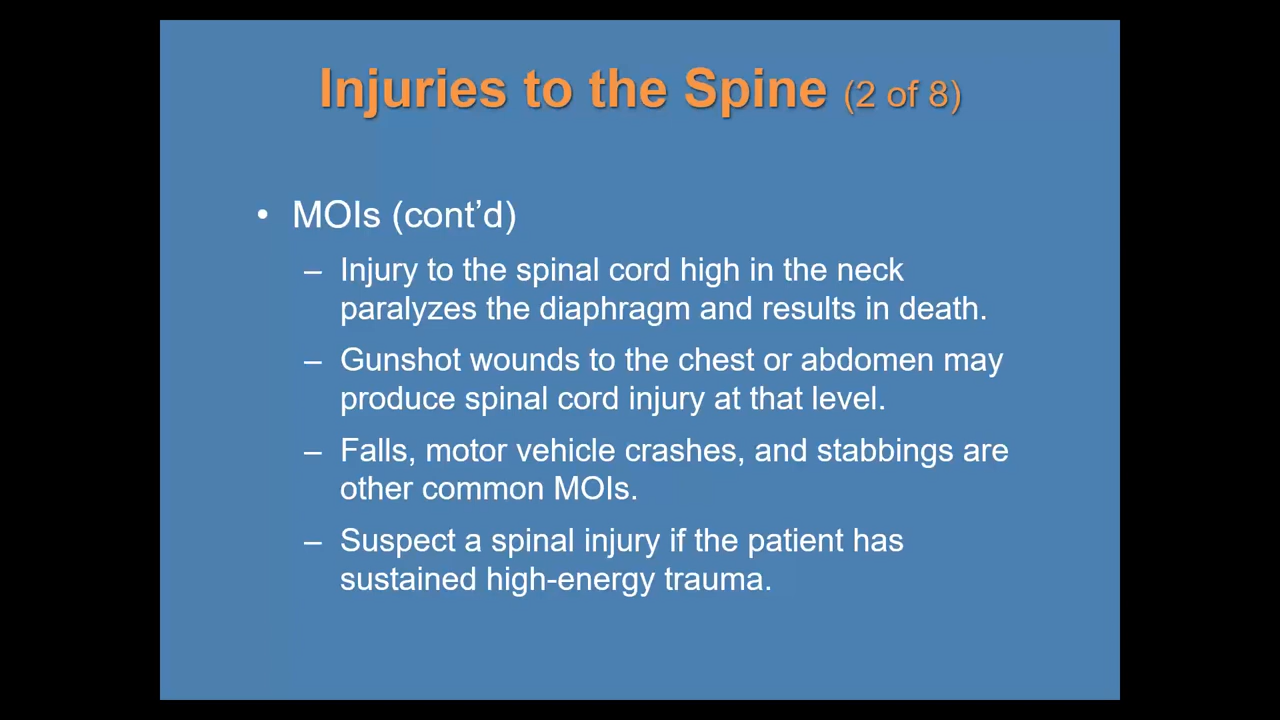 Injuries to the Spine (2 of 8)
• MOIs (cont’d)
– Injury to the spinal cord high in the neck
paralyzes the diaphragm and results in death.
– Gunshot wounds to the chest or abdomen may
produce spinal cord injury at that level.
– Falls, motor vehicle crashes, and stabbings are
other common MOIs.
– Suspect a spinal injury if the patient has
sustained high-energy trauma.